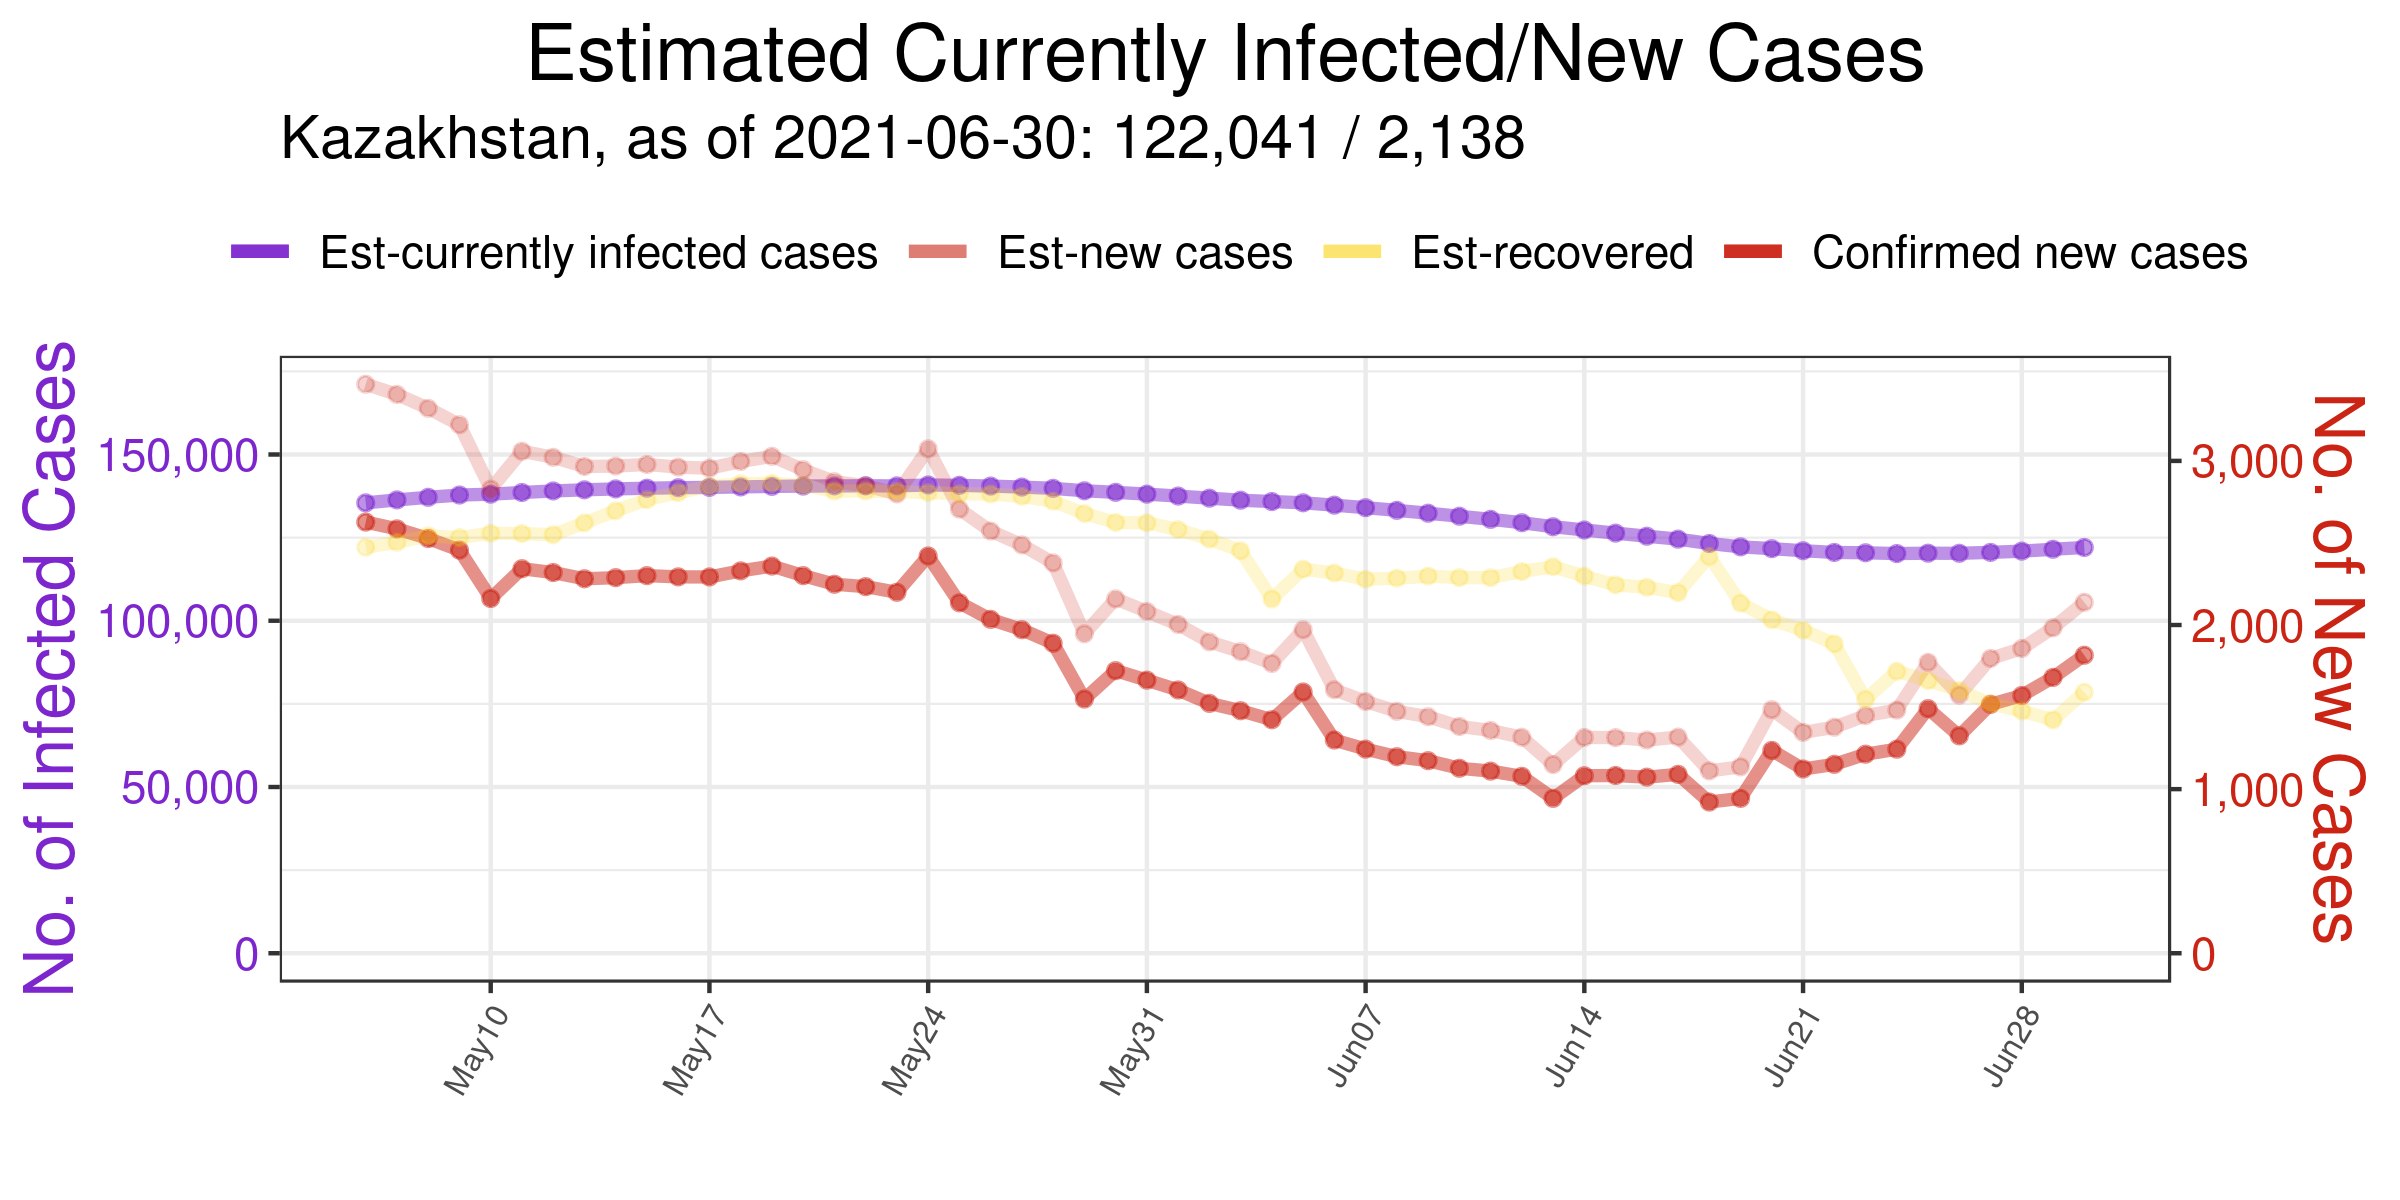 Estimated Currently Infected/New Cases
Kazakhstan, as of 2021-06-30: 122,041 / 2,138
Est-currently infected cases Est-new cases Est-recovered Confirmed new cases
No. of Infected Cases
150,000
100,000
50,000
0
3,000
2,000
1,000
0
No. of New Cases
May10 May17 May24 May31 Jun07 Jun14 Jun21 Jun28